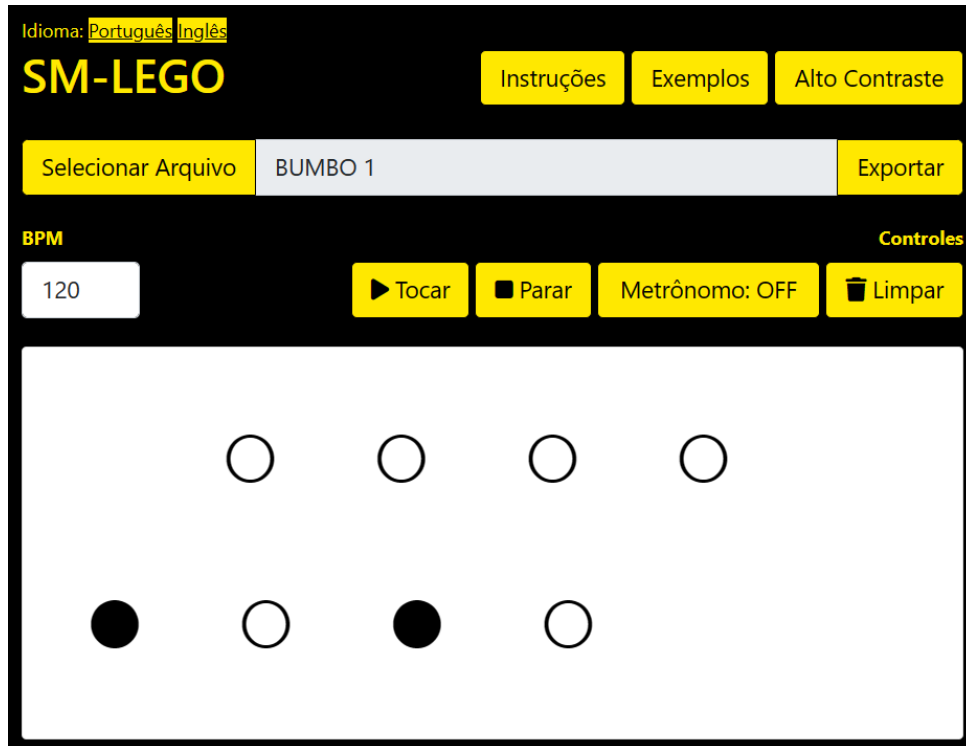 Idioma: Português Inglês
SM-LEGO
Instruções Exemplos Alto Contraste
Selecionar Arquivo BUMBO 1 Exportar
BPM Controles
120 Tocar Parar Metrônomo: OFF Limpar